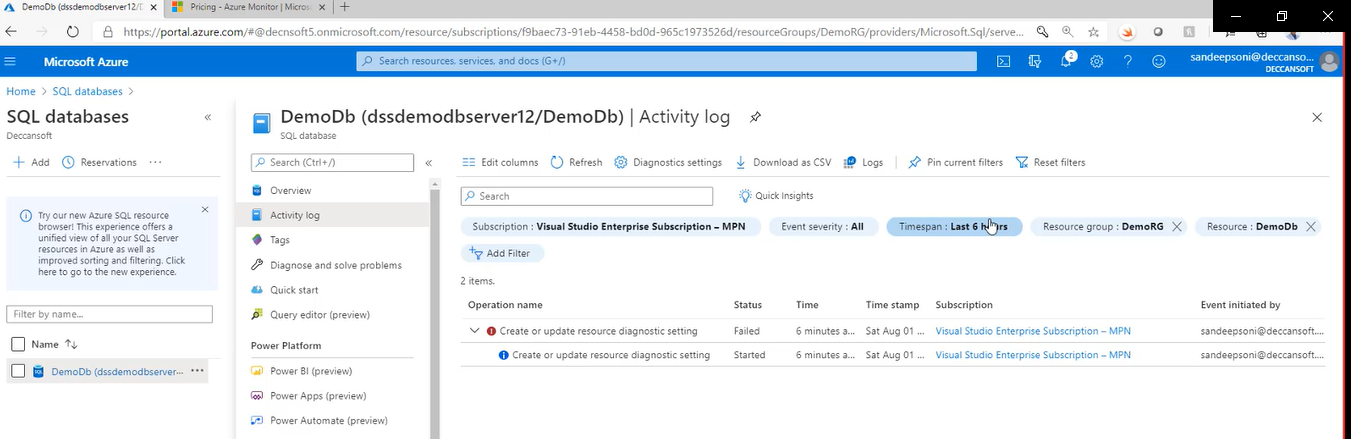 DemoDb (dssdemodbserver12/D
Pricing - Azure Monitor | Micros
https://portal.azure.com/#@decnsoft5.onmicrosoft.com/resource/subscriptions/f9baec73-91eb-4458-bd0d-965c1973526d/resourceGroups/DemoRG/providers/Microsoft.Sql/serve...
Microsoft Azure
Search resources, services, and docs (G+/)
2
sandeepsoni@deccanso...
DECCANSOFT
Home > SQL databases >
SQL databases
Deccansoft
+ Add
Reservations
...
Try our new Azure SQL resource
browser! This experience offers a
unified view of all your SQL Server
resources in Azure as well as
improved sorting and filtering. Click
here to go to the new experience.
Filter by name...
Name
DemoDb (dssdemodbserver...
...
DemoDb (dssdemodbserver12/DemoDb) | Activity log
SQL database
Search (Ctrl+/)
Overview
Activity log
Tags
Diagnose and solve problems
Quick start
Query editor (preview)
Power Platform
Power BI (preview)
Power Apps (preview)
Power Automate (preview)
Edit columns
Refresh
Diagnostics settings
Download as CSV
Logs
Pin current filters
Reset filters
Search
Quick Insights
Subscription : Visual Studio Enterprise Subscription – MPN
Event severity : All
Timespan : Last 6 hours
Resource group : DemoRG
Resource : DemoDb
Add Filter
2 items.
Operation name Status Time Time stamp Subscription Event initiated by
Create or update resource diagnostic setting Failed 6 minutes a... Sat Aug 01 ... Visual Studio Enterprise Subscription – MPN sandeepsoni@deccansoft....
Create or update resource diagnostic setting Started 6 minutes a... Sat Aug 01 ... Visual Studio Enterprise Subscription – MPN sandeepsoni@deccansoft....